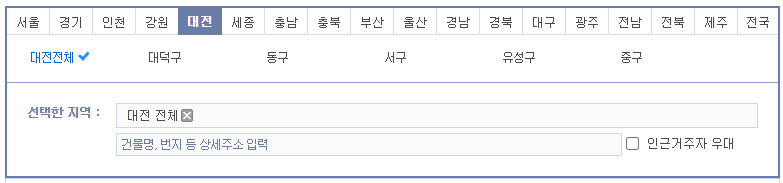 서울 경기 인천 강원 대전 세종 충남 충북 부산 울산 경남 경북 대구 광주 전남 전북 제주 전국
대전전체 대덕구 동구 서구 유성구 중구
선택한 지역 : 대전 전체
건물명, 번지 등 상세주소 입력 인근거주자 우대